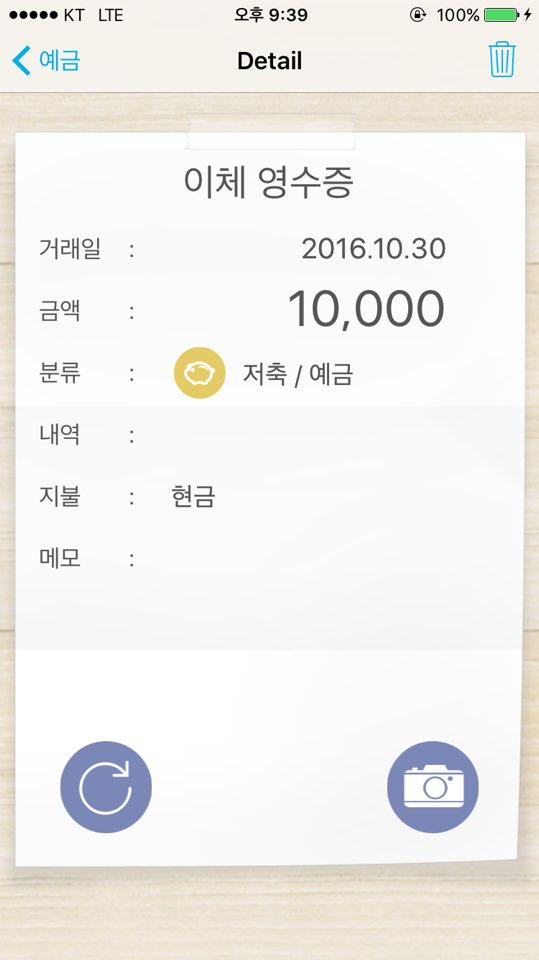 KT LTE 오후 9:39 100%
예금 Detail
이체 영수증
거래일 : 2016.10.30
금액 : 10,000
분류 : 저축 / 예금
내역 :
지불 : 현금
메모 :